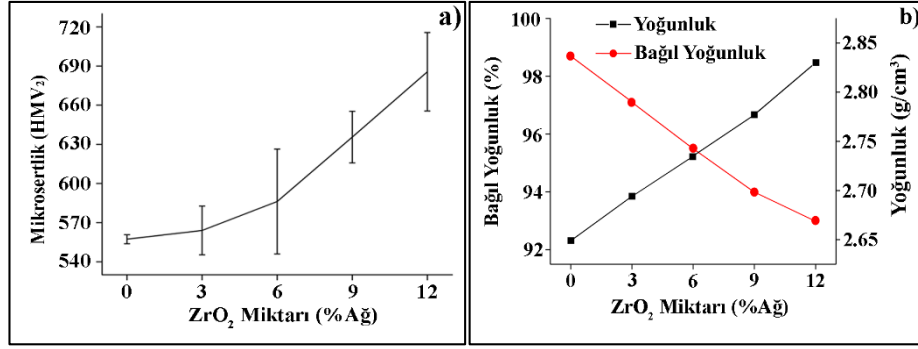 a)
Mikrosertlik (HMV₂)
720
690
660
630
600
570
540
0 3 6 9 12
ZrO₂ Miktarı (%Ağ)
b)
Yoğunluk
Bağıl Yoğunluk
Bağıl Yoğunluk (%)
100
98
96
94
92
Yoğunluk (g/cm³)
2.85
2.80
2.75
2.70
2.65
0 3 6 9 12
ZrO₂ Miktarı (%Ağ)